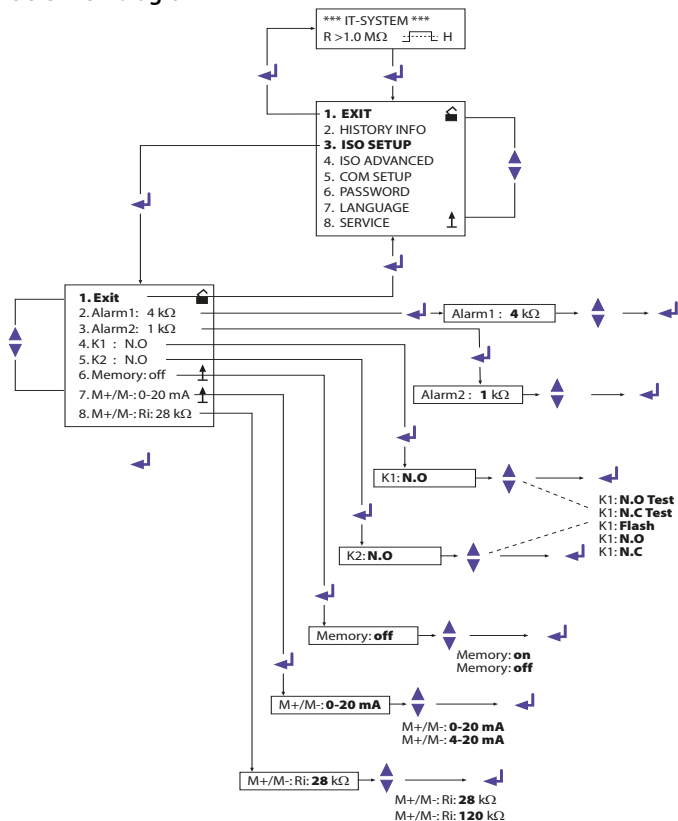 *** IT-SYSTEM ***
R >1.0 MΩ H
1. EXIT
2. HISTORY INFO
3. ISO SETUP
4. ISO ADVANCED
5. COM SETUP
6. PASSWORD
7. LANGUAGE
8. SERVICE
1. Exit
2. Alarm1: 4 kΩ
3. Alarm2: 1 kΩ
4. K1 : N.O
5. K2 : N.O
6. Memory: off
7. M+/M-: 0-20 mA
8. M+/M-: Ri: 28 kΩ
Alarm1 : 4 kΩ
Alarm2 : 1 kΩ
K1: N.O
K1: N.O Test
K1: N.C Test
K1: Flash
K1: N.O
K1: N.C
K2: N.O
Memory: off
Memory: on
Memory: off
M+/M-: 0-20 mA
M+/M-: 0-20 mA
M+/M-: 4-20 mA
M+/M-: Ri: 28 kΩ
M+/M-: Ri: 28 kΩ
M+/M-: Ri: 120 kΩ